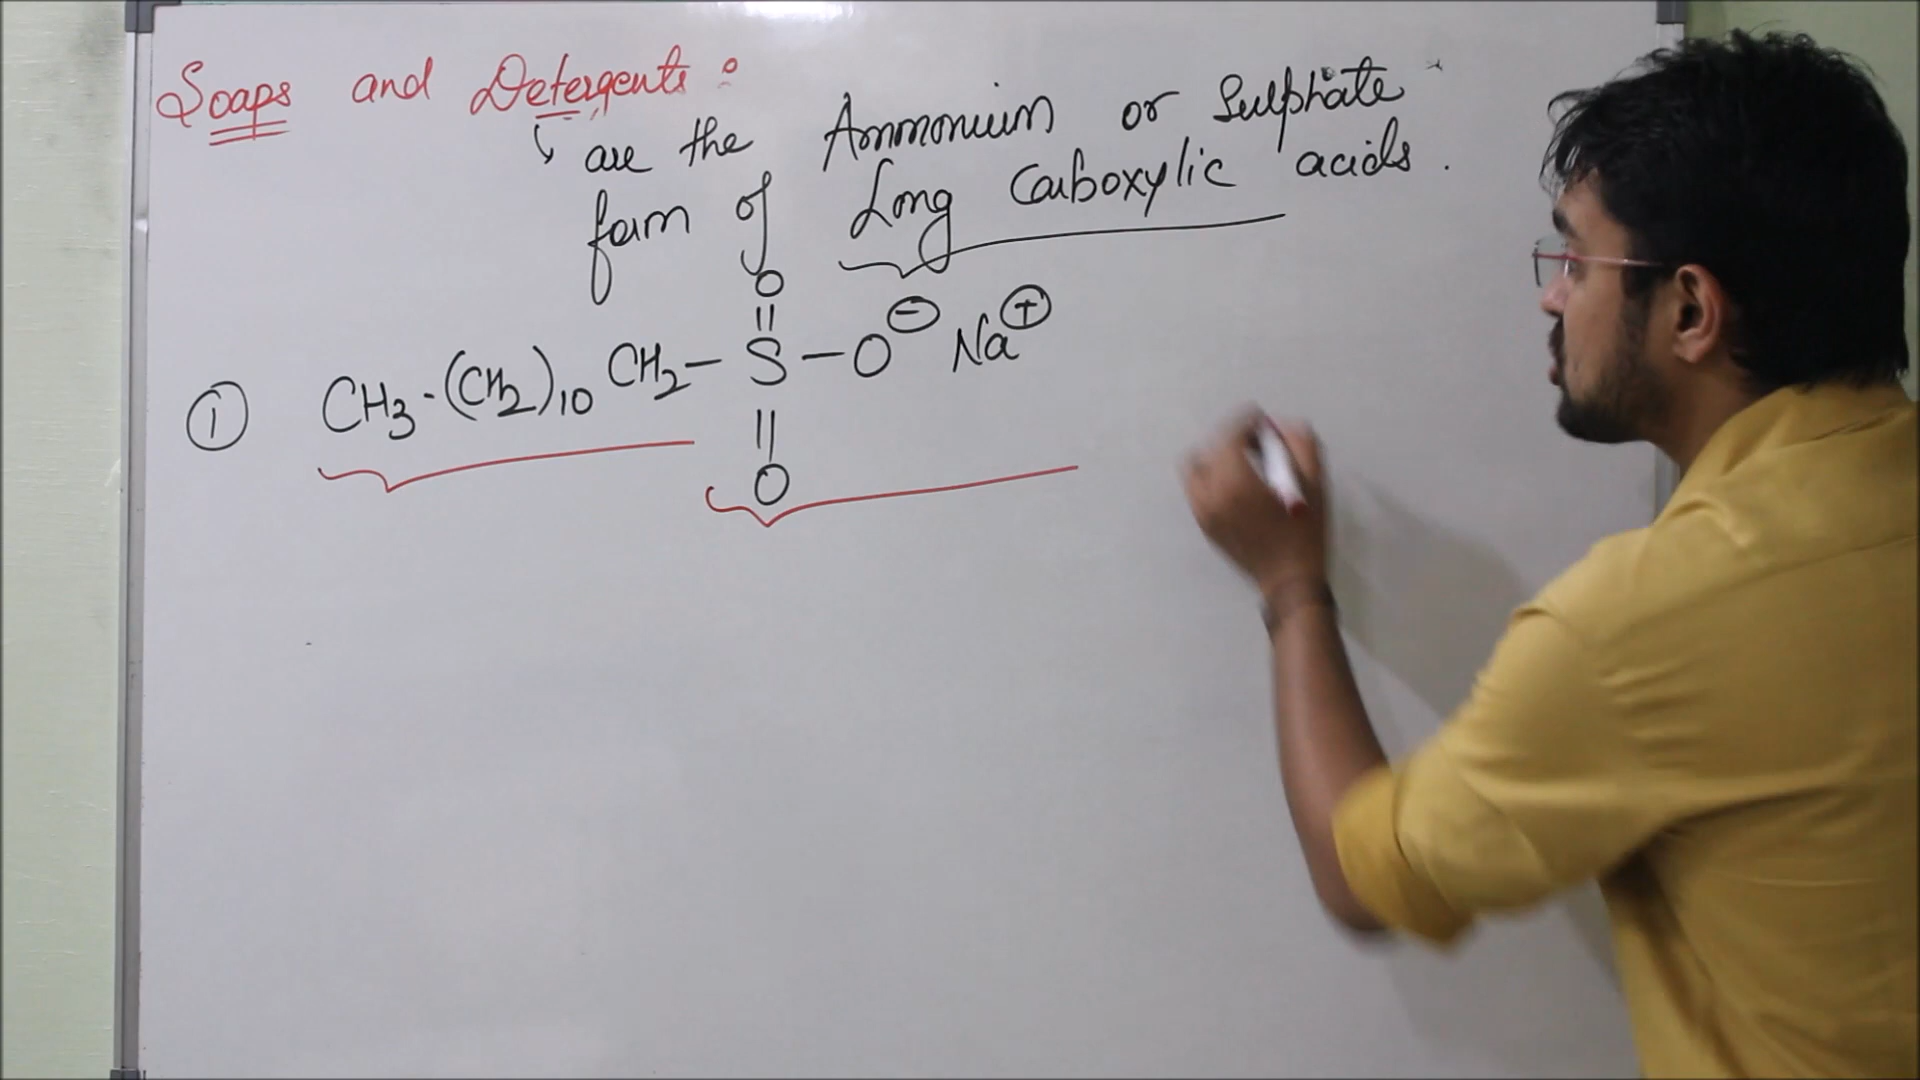 Soaps and Detergents :
are the Ammonium or Sulphate
form of Long Carboxylic acids .
O
||
① CH3-(CH2)10 CH2-S-O⊖ Na⊕
||
O